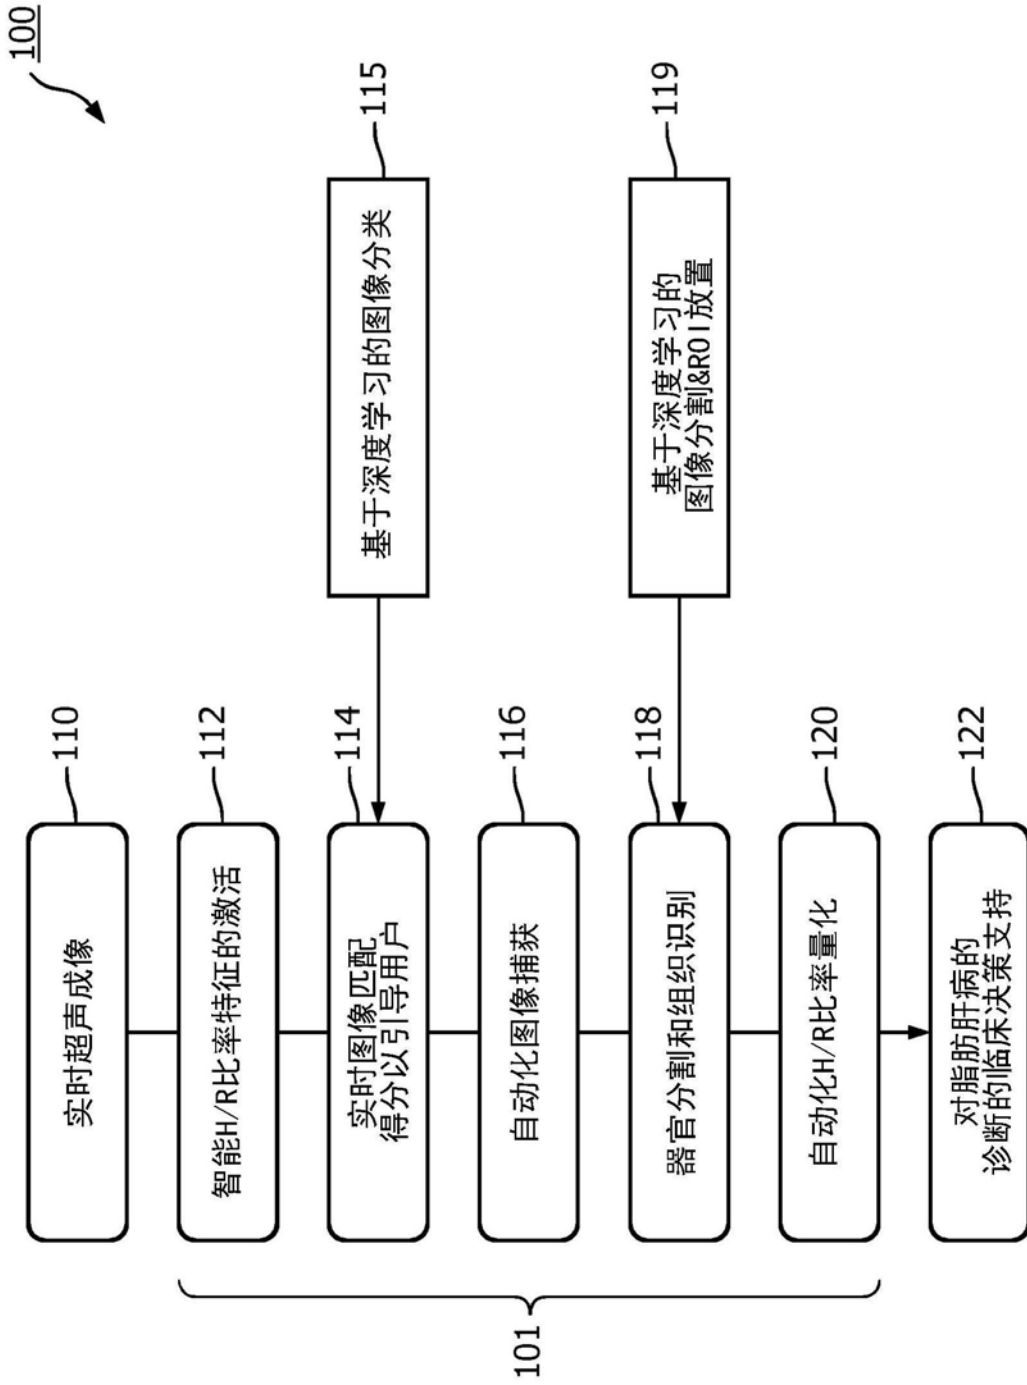 100
实时超声成像
110
智能H/R比率特征的激活
112
实时图像匹配
得分以引导用户
114
基于深度学习的图像分类
115
自动化图像捕获
116
器官分割和组织识别
118
基于深度学习的
图像分割&ROI放置
119
自动化H/R比率量化
120
对脂肪肝病的
诊断的临床决策支持
122
101